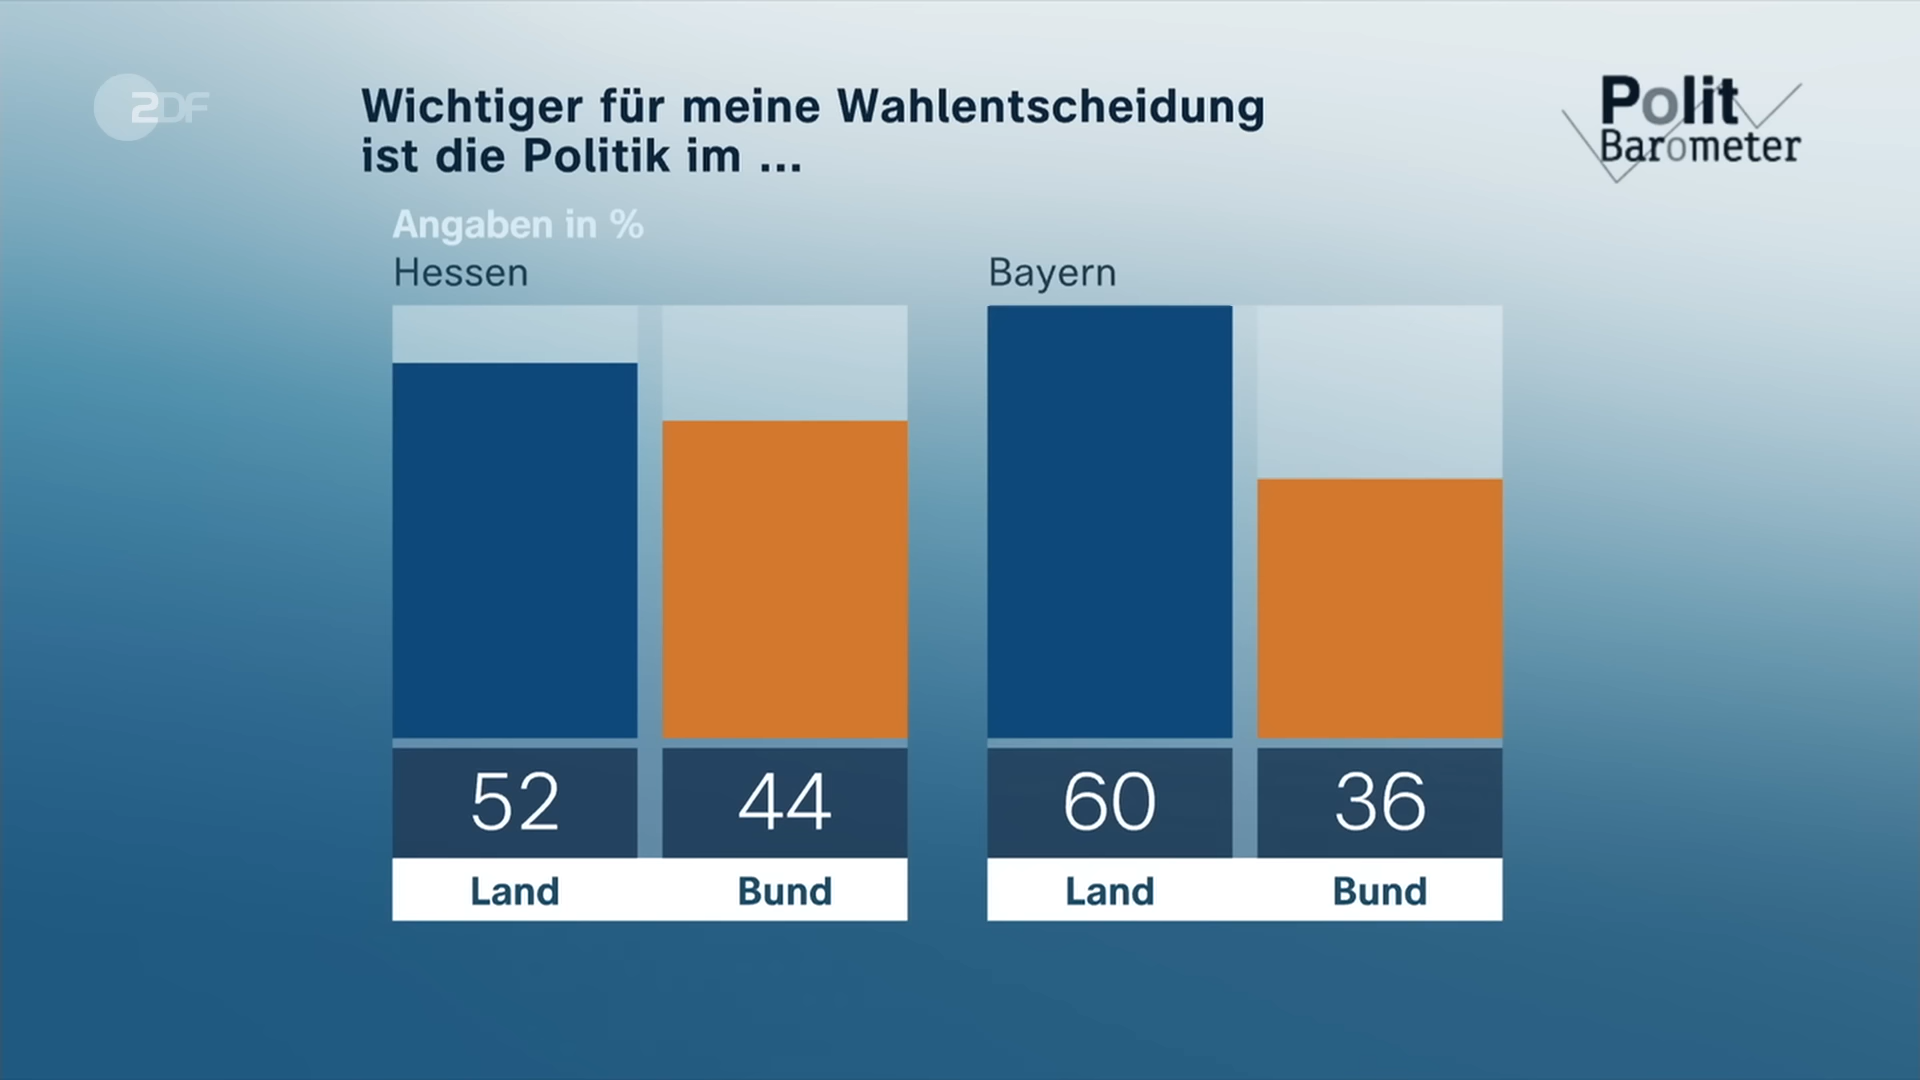 ZDF
Wichtiger für meine Wahlentscheidung
ist die Politik im ...
Polit
Barometer
Angaben in %
Hessen
Bayern
52 44 60 36
Land Bund Land Bund